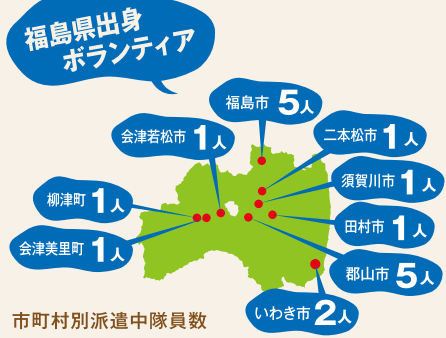 福島県出身
ボランティア
福島市 5人
会津若松市 1人
二本松市 1人
須賀川市 1人
柳津町 1人
田村市 1人
会津美里町 1人
郡山市 5人
いわき市 2人
市町村別派遣中隊員数